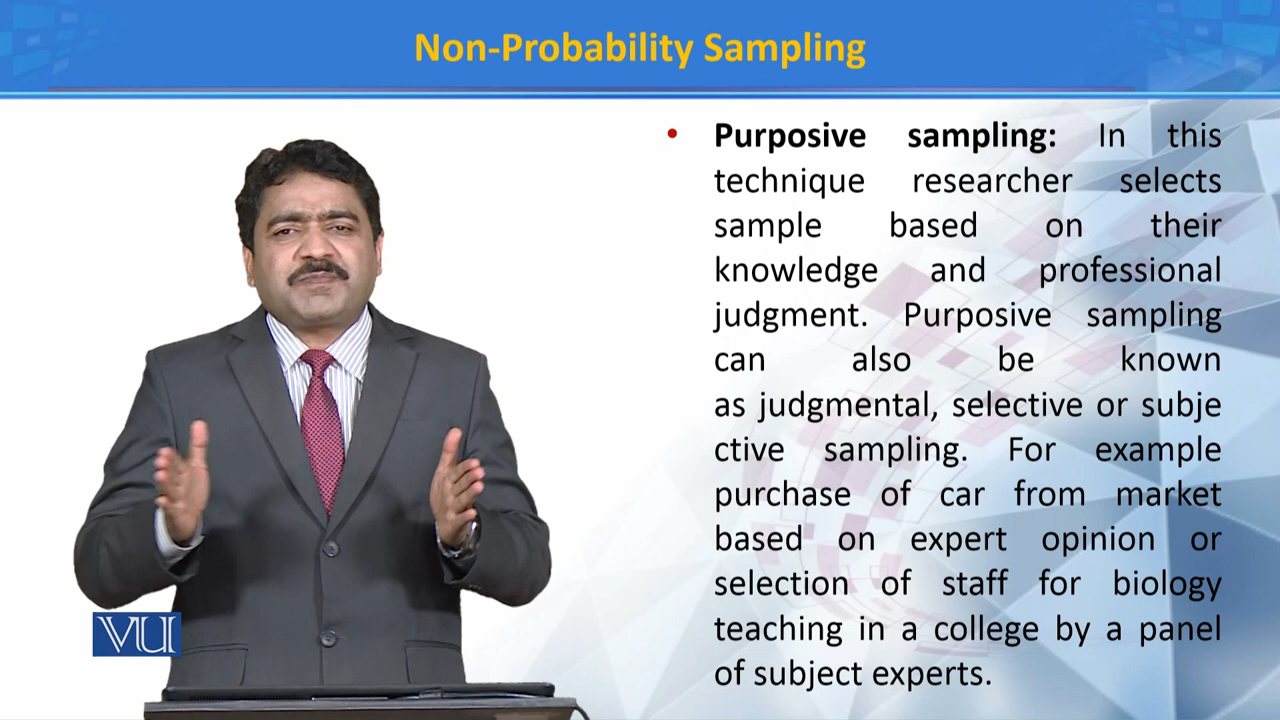 Non-Probability Sampling
• Purposive sampling: In this
technique researcher selects
sample based on their
knowledge and professional
judgment. Purposive sampling
can also be known
as judgmental, selective or subje
ctive sampling. For example
purchase of car from market
based on expert opinion or
selection of staff for biology
teaching in a college by a panel
of subject experts.
VU